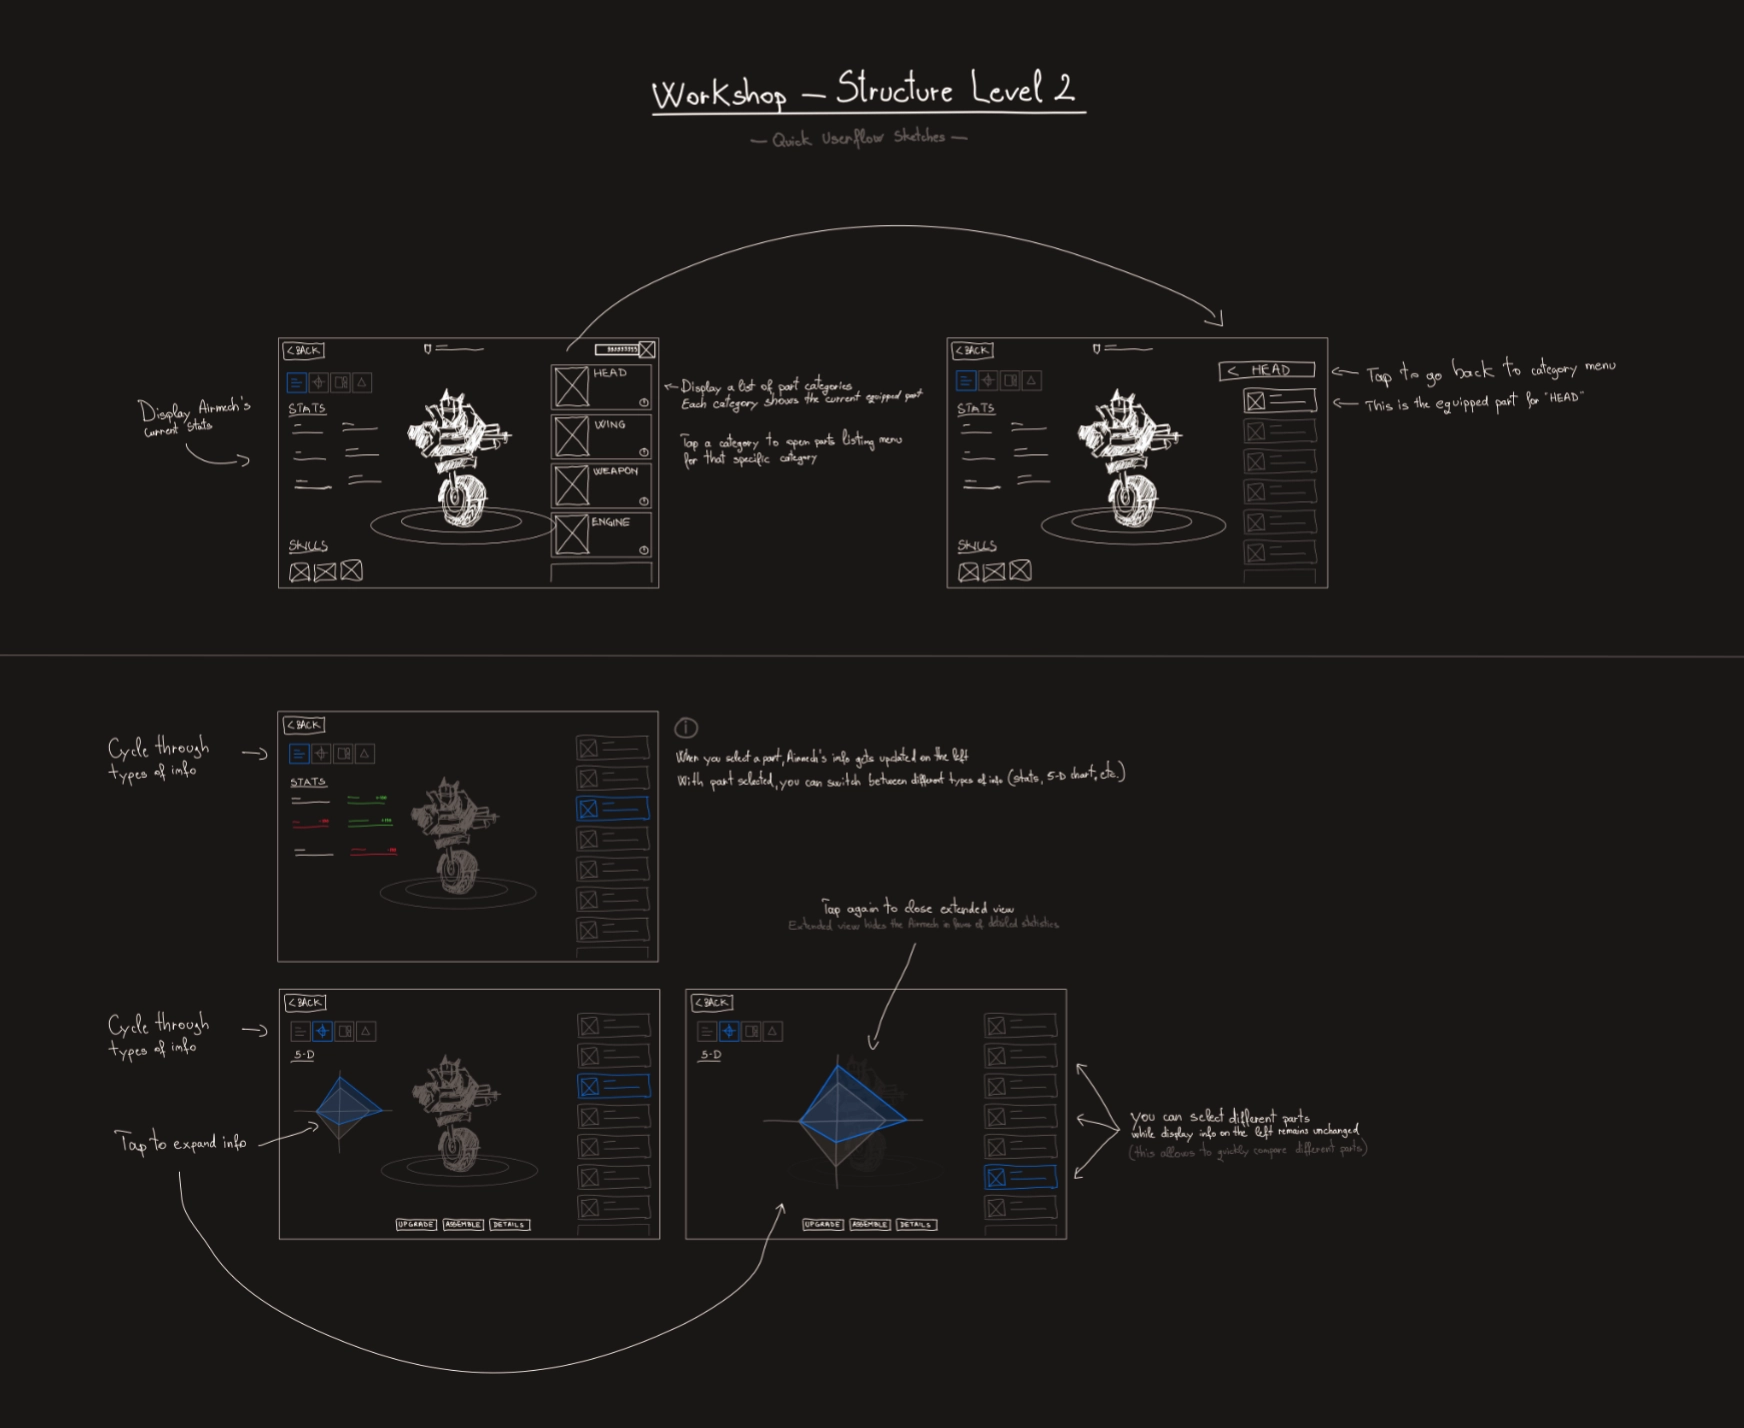 Workshop — Structure Level 2
— Quick Userflow Sketches —
Display Airmech's
Current Stats
< BACK
STATS
SKILLS
HEAD
WING
WEAPON
ENGINE
Display a list of part categories
Each category shows the current equipped part
Tap a category to open parts listing menu
for that specific category
< BACK
STATS
SKILLS
< HEAD
Tap to go back to category menu
This is the equipped part for "HEAD"
Cycle through
types of info
< BACK
STATS
i
When you select a part, Airmech's info gets updated on the left
With part selected, you can switch between different types of info (stats, 5-D chart, etc.)
Tap again to close extended view
Extended view hides the Airmech in favor of detailed statistics
Cycle through
types of info
Tap to expand info
< BACK
5-D
UPGRADE
ASSEMBLE
DETAILS
< BACK
5-D
UPGRADE
ASSEMBLE
DETAILS
You can select different parts
while display info on the left remains unchanged
(this allows to quickly compare different parts)